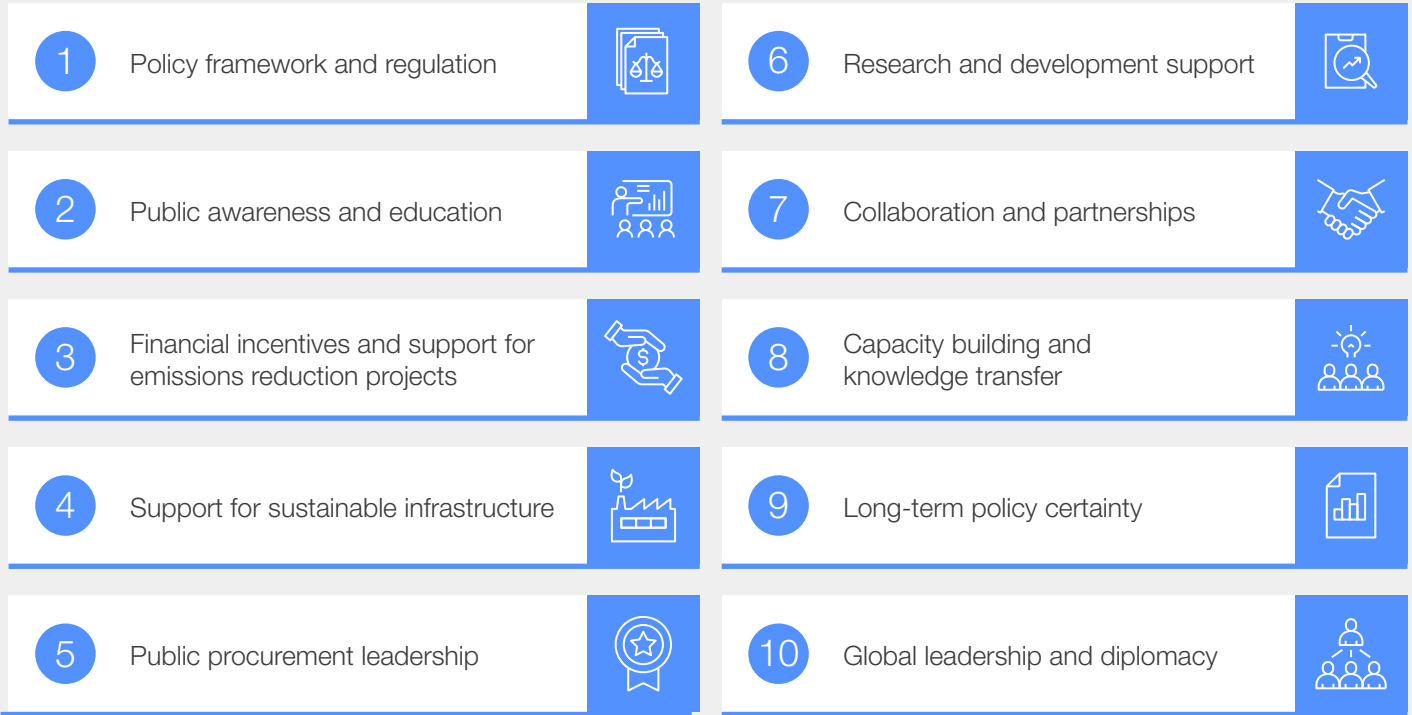 1
Policy framework and regulation
2
Public awareness and education
3
Financial incentives and support for
emissions reduction projects
4
Support for sustainable infrastructure
5
Public procurement leadership
6
Research and development support
7
Collaboration and partnerships
8
Capacity building and
knowledge transfer
9
Long-term policy certainty
10
Global leadership and diplomacy